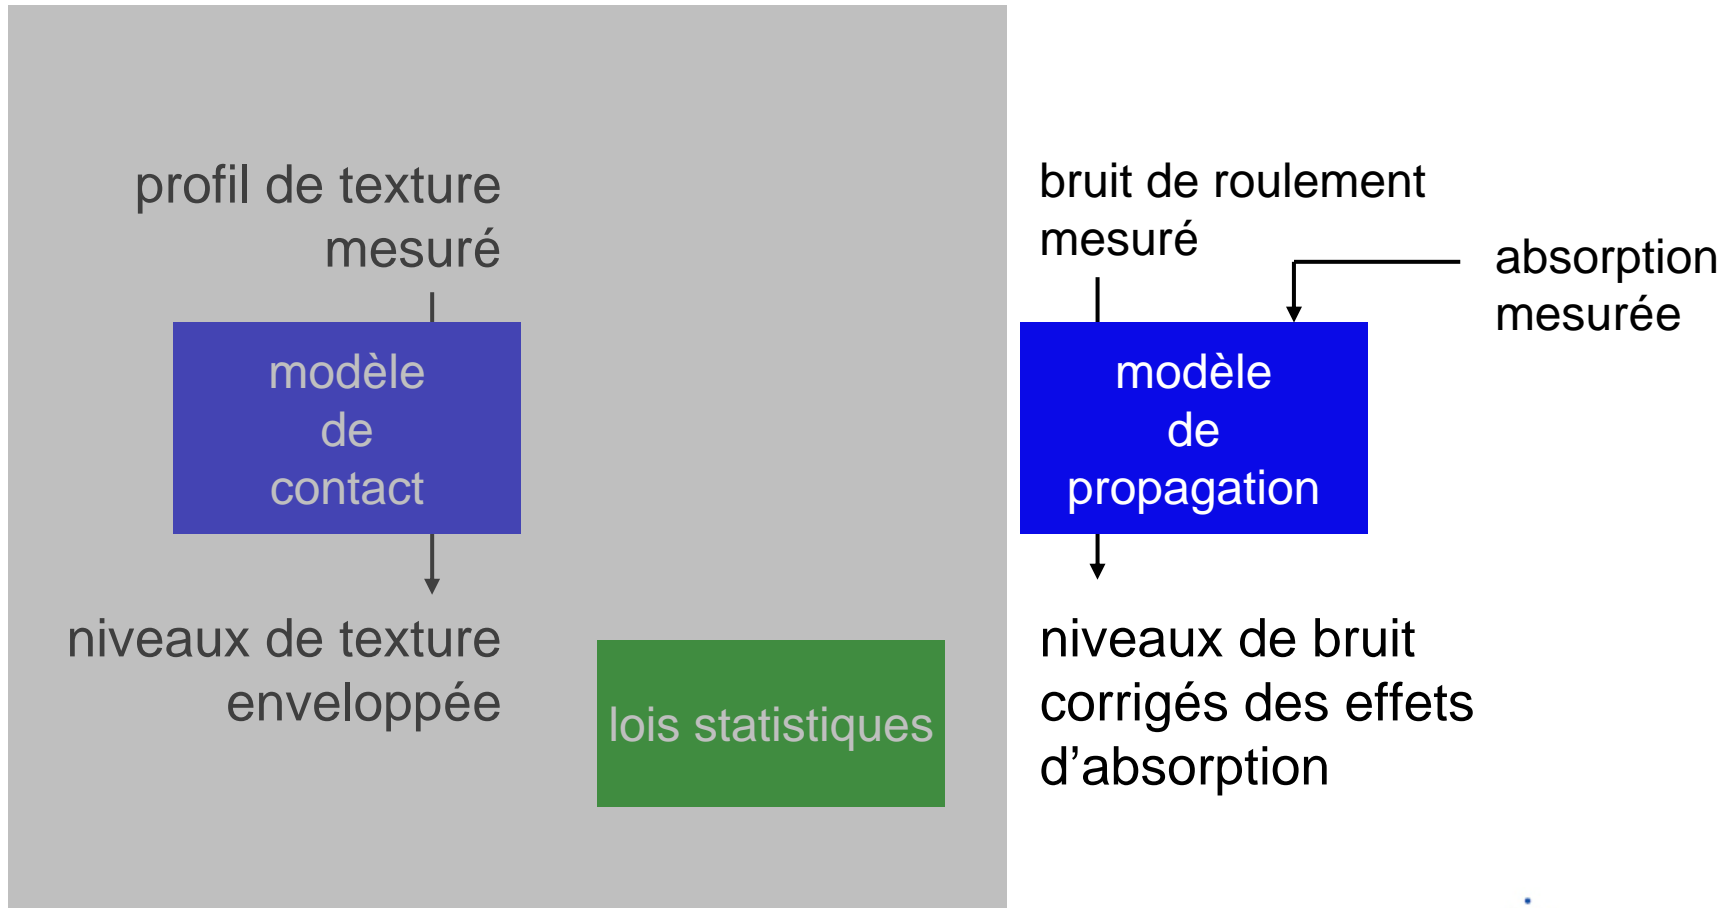 profil de texture
mesuré
modèle
de
contact
niveaux de texture
enveloppée
lois statistiques
bruit de roulement
mesuré
absorption
mesurée
modèle
de
propagation
niveaux de bruit
corrigés des effets
d’absorption